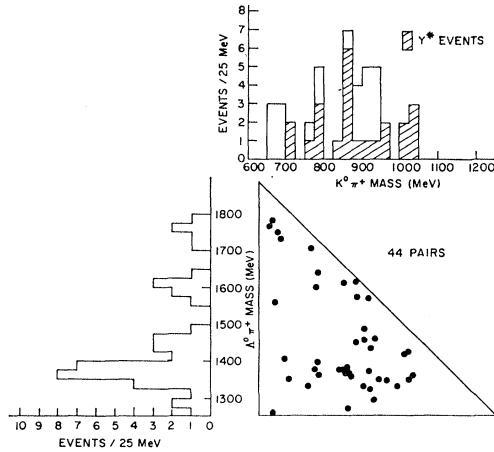 8
7
6
5
4
3
2
1
0
EVENTS / 25 MeV
Y* EVENTS
600 700 800 900 1000 1100 1200
K⁰ π+ MASS (MeV)
1800
1700
1600
1500
1400
1300
Λ⁰ π+ MASS (MeV)
44 PAIRS
10 9 8 7 6 5 4 3 2 1 0
EVENTS / 25 MeV